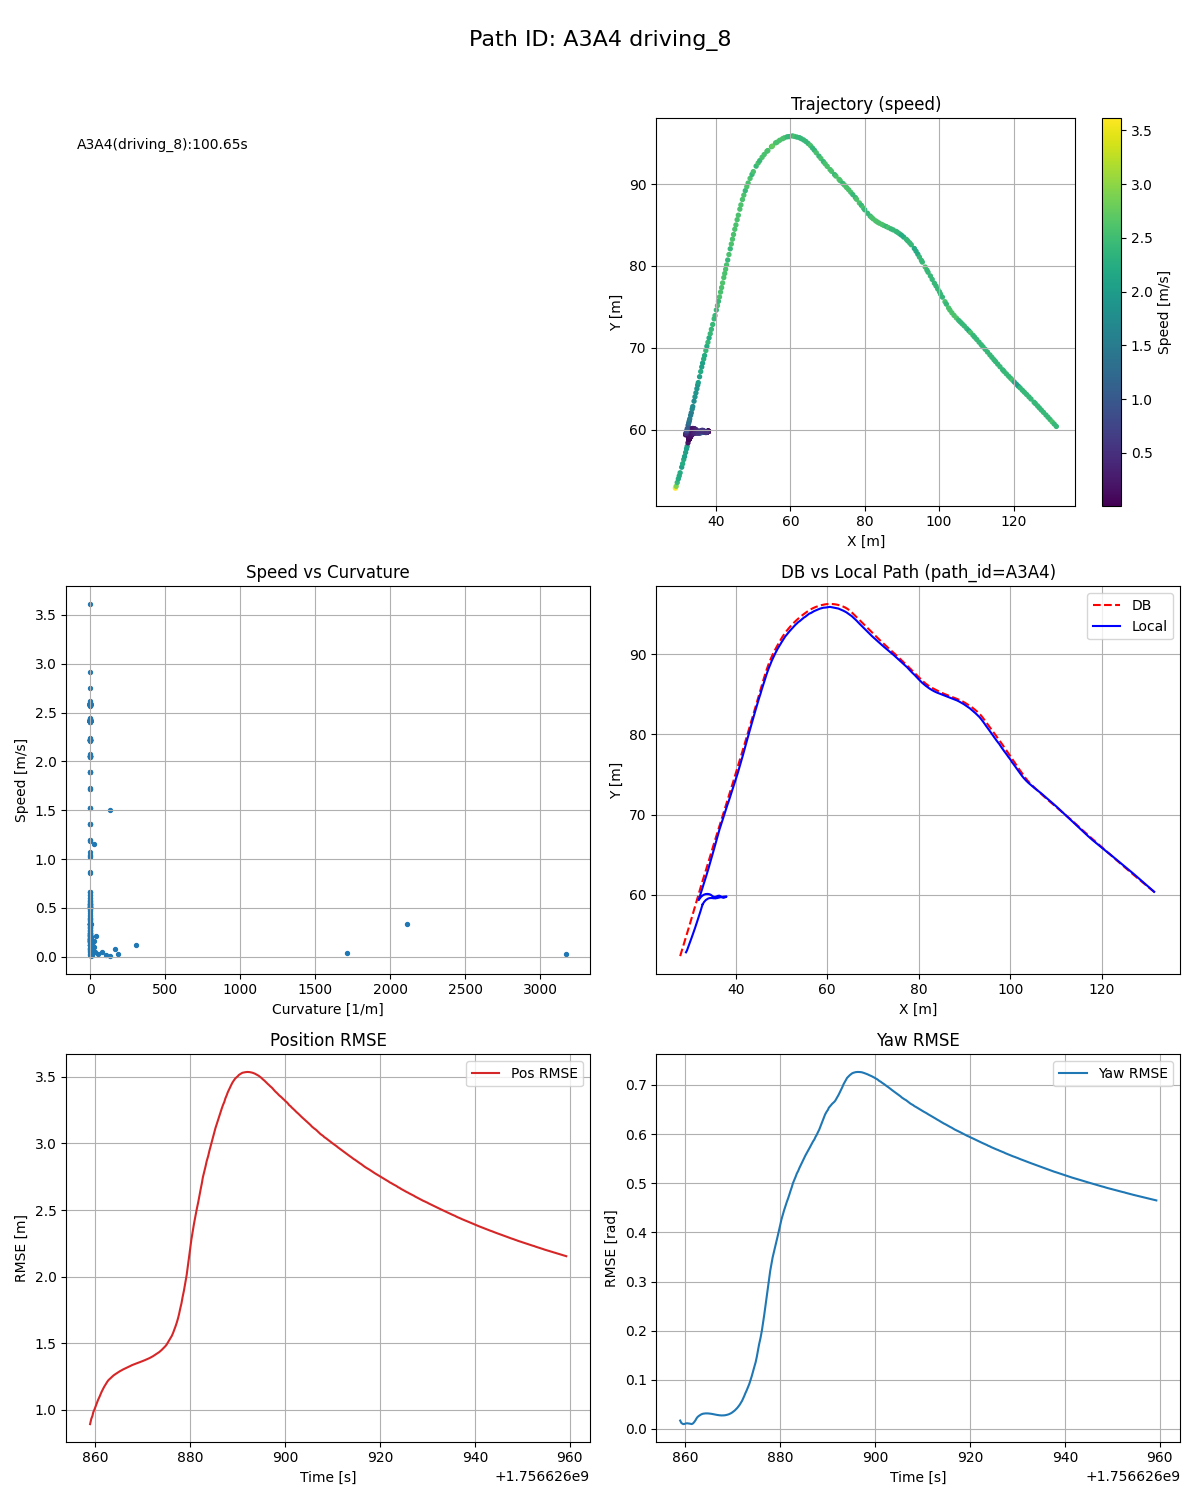 Path ID: A3A4 driving_8
A3A4(driving_8):100.65s
Trajectory (speed)
90
80
70
60
Y [m]
40 60 80 100 120
X [m]
3.5
3.0
2.5
2.0
1.5
1.0
0.5
Speed [m/s]
Speed vs Curvature
3.5
3.0
2.5
2.0
1.5
1.0
0.5
0.0
Speed [m/s]
0 500 1000 1500 2000 2500 3000
Curvature [1/m]
DB vs Local Path (path_id=A3A4)
DB
Local
90
80
70
60
Y [m]
40 60 80 100 120
X [m]
Position RMSE
Pos RMSE
3.5
3.0
2.5
2.0
1.5
1.0
RMSE [m]
860 880 900 920 940 960
Time [s]
+1.756626e9
Yaw RMSE
Yaw RMSE
0.7
0.6
0.5
0.4
0.3
0.2
0.1
0.0
RMSE [rad]
860 880 900 920 940 960
Time [s]
+1.756626e9